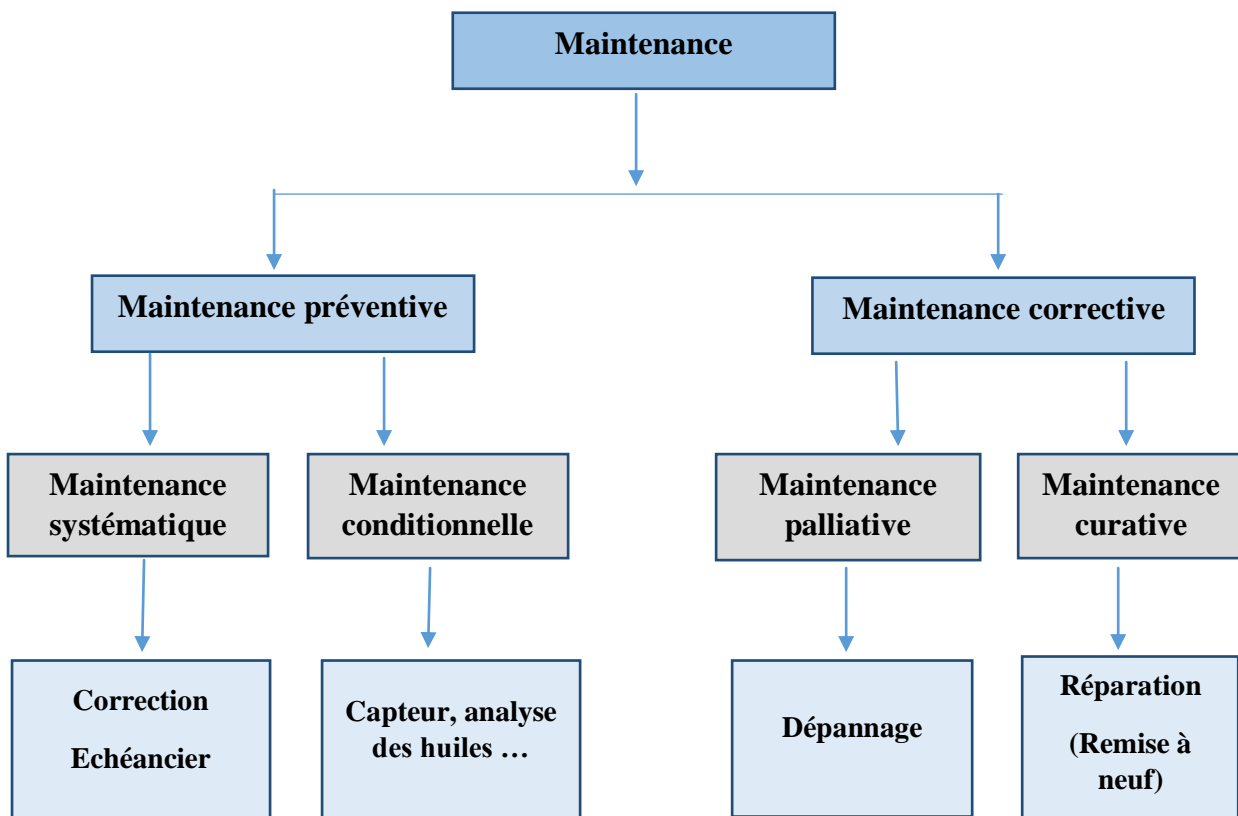 Maintenance
Maintenance préventive
Maintenance corrective
Maintenance
systématique
Maintenance
conditionnelle
Maintenance
palliative
Maintenance
curative
Correction
Echéancier
Capteur, analyse
des huiles …
Dépannage
Réparation
(Remise à
neuf)